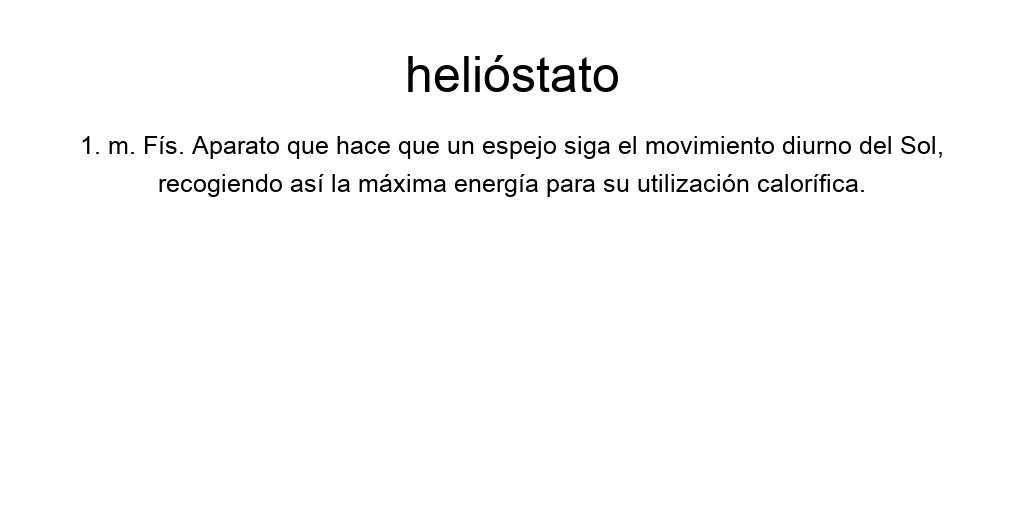 helióstato
1. m. Fís. Aparato que hace que un espejo siga el movimiento diurno del Sol,
recogiendo así la máxima energía para su utilización calorífica.